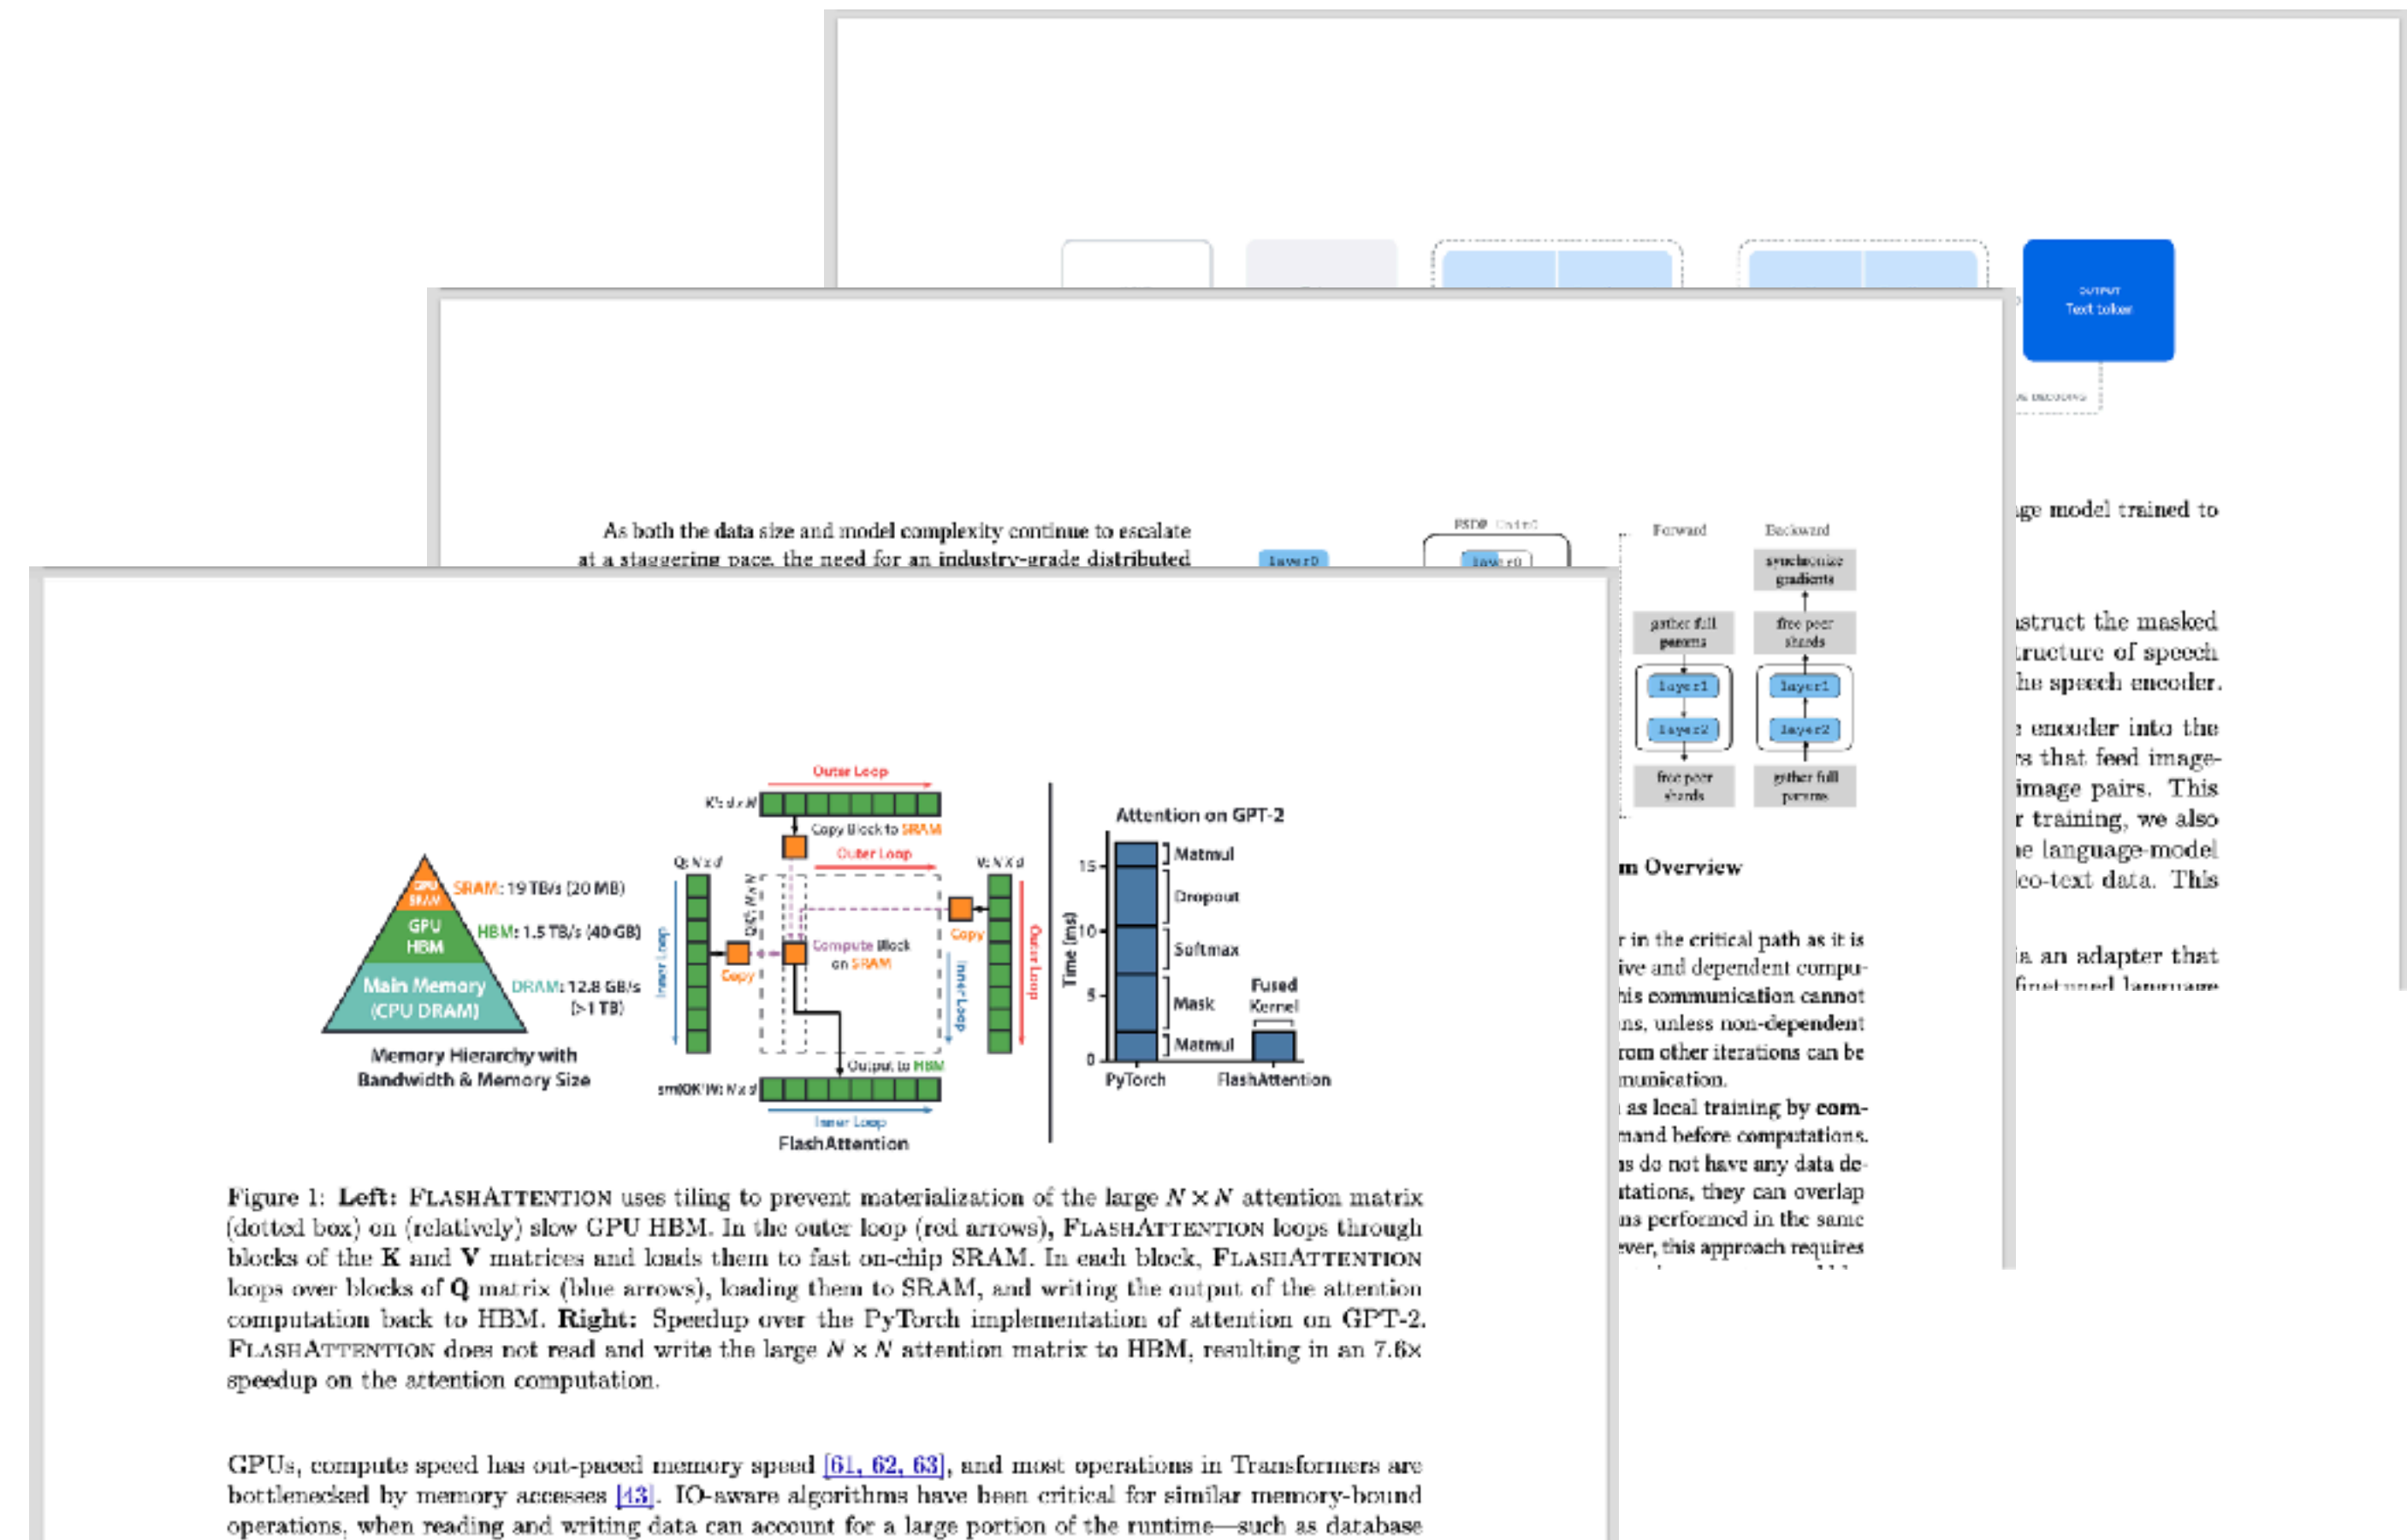 OUTPUT
Text token
DECODING
age model trained to
struct the masked
tructure of speech
he speech encoder.
encoder into the
rs that feed image-
image pairs. This
r training, we also
language-model
eo-text data. This
an adapter that
finetuned language
As both the data size and model complexity continue to escalate
at a staggering pace, the need for an industry-grade distributed
layer0
FSDP Unit0
layer0
Forward
Backward
synchronize
gradients
gather full
params
free peer
shards
layer1
layer1
layer2
layer2
free peer
shards
gather full
params
m Overview
r in the critical path as it is
ive and dependent compu-
his communication cannot
ns, unless non-dependent
rom other iterations can be
munication.
as local training by com-
mand before computations.
ns do not have any data de-
utations, they can overlap
ns performed in the same
ever, this approach requires
GPU
SRAM
SRAM: 19 TB/s (20 MB)
GPU
HBM
HBM: 1.5 TB/s (40 GB)
Main Memory
(CPU DRAM)
DRAM: 12.8 GB/s
(>1 TB)
Memory Hierarchy with
Bandwidth & Memory Size
Outer Loop
Copy Block to SRAM
Outer Loop
Q: N x d
V: N X d
Inner Loop
Copy
Compute Block
on SRAM
Copy
Inner Loop
Outer Loop
Output to HBM
Inner Loop
FlashAttention
Attention on GPT-2
Time (ms)
15
10
5
0
Matmul
Dropout
Softmax
Mask
Matmul
Fused
Kernel
PyTorch
FlashAttention
Figure 1: Left: FLASHATTENTION uses tiling to prevent materialization of the large N × N attention matrix
(dotted box) on (relatively) slow GPU HBM. In the outer loop (red arrows), FLASHATTENTION loops through
blocks of the K and V matrices and loads them to fast on-chip SRAM. In each block, FLASHATTENTION
loops over blocks of Q matrix (blue arrows), loading them to SRAM, and writing the output of the attention
computation back to HBM. Right: Speedup over the PyTorch implementation of attention on GPT-2.
FLASHATTENTION does not read and write the large N × N attention matrix to HBM, resulting in an 7.6×
speedup on the attention computation.
GPUs, compute speed has out-paced memory speed [61, 62, 63], and most operations in Transformers are
bottlenecked by memory accesses [43]. IO-aware algorithms have been critical for similar memory-bound
operations, when reading and writing data can account for a large portion of the runtime—such as database